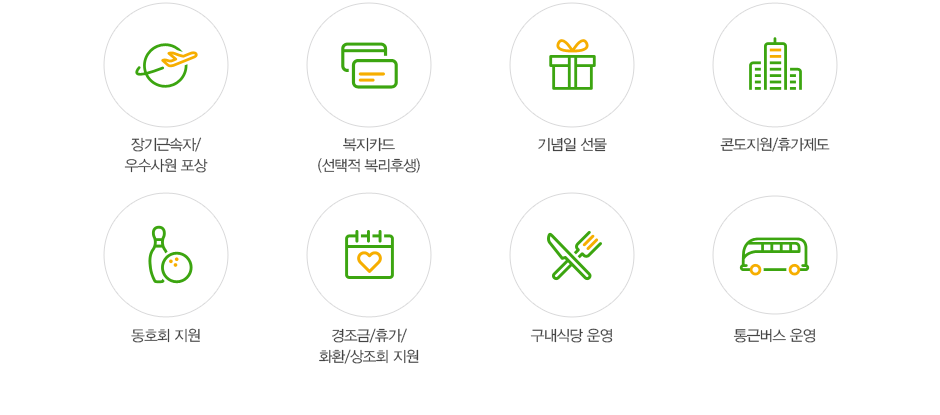 장기근속자/
우수사원 포상
복지카드
(선택적 복리후생)
기념일 선물
콘도지원/휴가제도
동호회 지원
경조금/휴가/
화환/상조회 지원
구내식당 운영
통근버스 운영